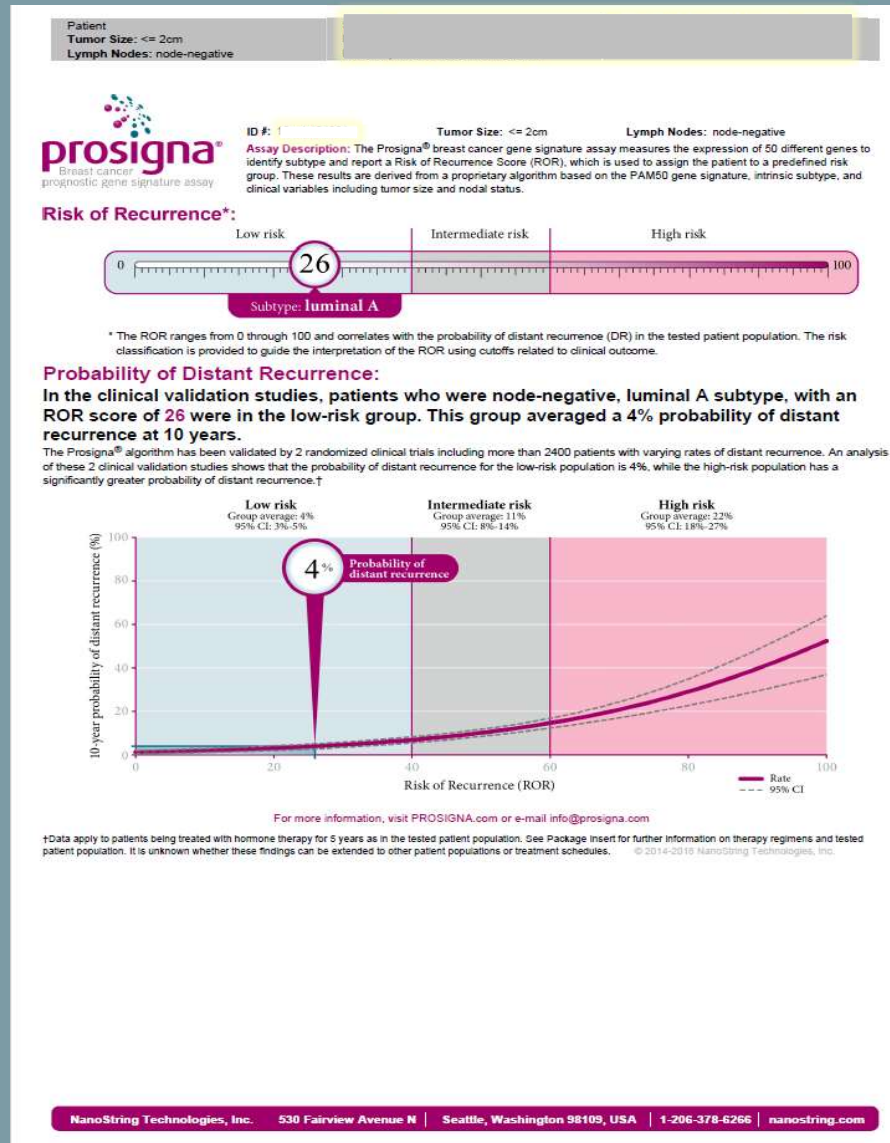 Patient
Tumor Size: <= 2cm
Lymph Nodes: node-negative
prosigna®
Breast cancer
prognostic gene signature assay
ID #:
Tumor Size: <= 2cm
Lymph Nodes: node-negative
Assay Description: The Prosigna® breast cancer gene signature assay measures the expression of 50 different genes to
identify subtype and report a Risk of Recurrence Score (ROR), which is used to assign the patient to a predefined risk
group. These results are derived from a proprietary algorithm based on the PAM50 gene signature, intrinsic subtype, and
clinical variables including tumor size and nodal status.
Risk of Recurrence*:
Low risk Intermediate risk High risk
0 26 100
Subtype: luminal A
* The ROR ranges from 0 through 100 and correlates with the probability of distant recurrence (DR) in the tested patient population. The risk
classification is provided to guide the interpretation of the ROR using cutoffs related to clinical outcome.
Probability of Distant Recurrence:
In the clinical validation studies, patients who were node-negative, luminal A subtype, with an
ROR score of 26 were in the low-risk group. This group averaged a 4% probability of distant
recurrence at 10 years.
The Prosigna® algorithm has been validated by 2 randomized clinical trials including more than 2400 patients with varying rates of distant recurrence. An analysis
of these 2 clinical validation studies shows that the probability of distant recurrence for the low-risk population is 4%, while the high-risk population has a
significantly greater probability of distant recurrence.†
Low risk Intermediate risk High risk
Group average: 4% Group average: 11% Group average: 22%
95% CI: 3%-5% 95% CI: 8%-14% 95% CI: 18%-27%
10-year probability of distant recurrence (%)
100
80
60
40
20
0
4%
Probability of
distant recurrence
0 20 40 60 80 100
Risk of Recurrence (ROR)
Rate
95% CI
For more information, visit PROSIGNA.com or e-mail info@prosigna.com
†Data apply to patients being treated with hormone therapy for 5 years as in the tested patient population. See Package Insert for further information on therapy regimens and tested
patient population. It is unknown whether these findings can be extended to other patient populations or treatment schedules.
NanoString Technologies, Inc. 530 Fairview Avenue N | Seattle, Washington 98109, USA | 1-206-378-6266 | nanostring.com